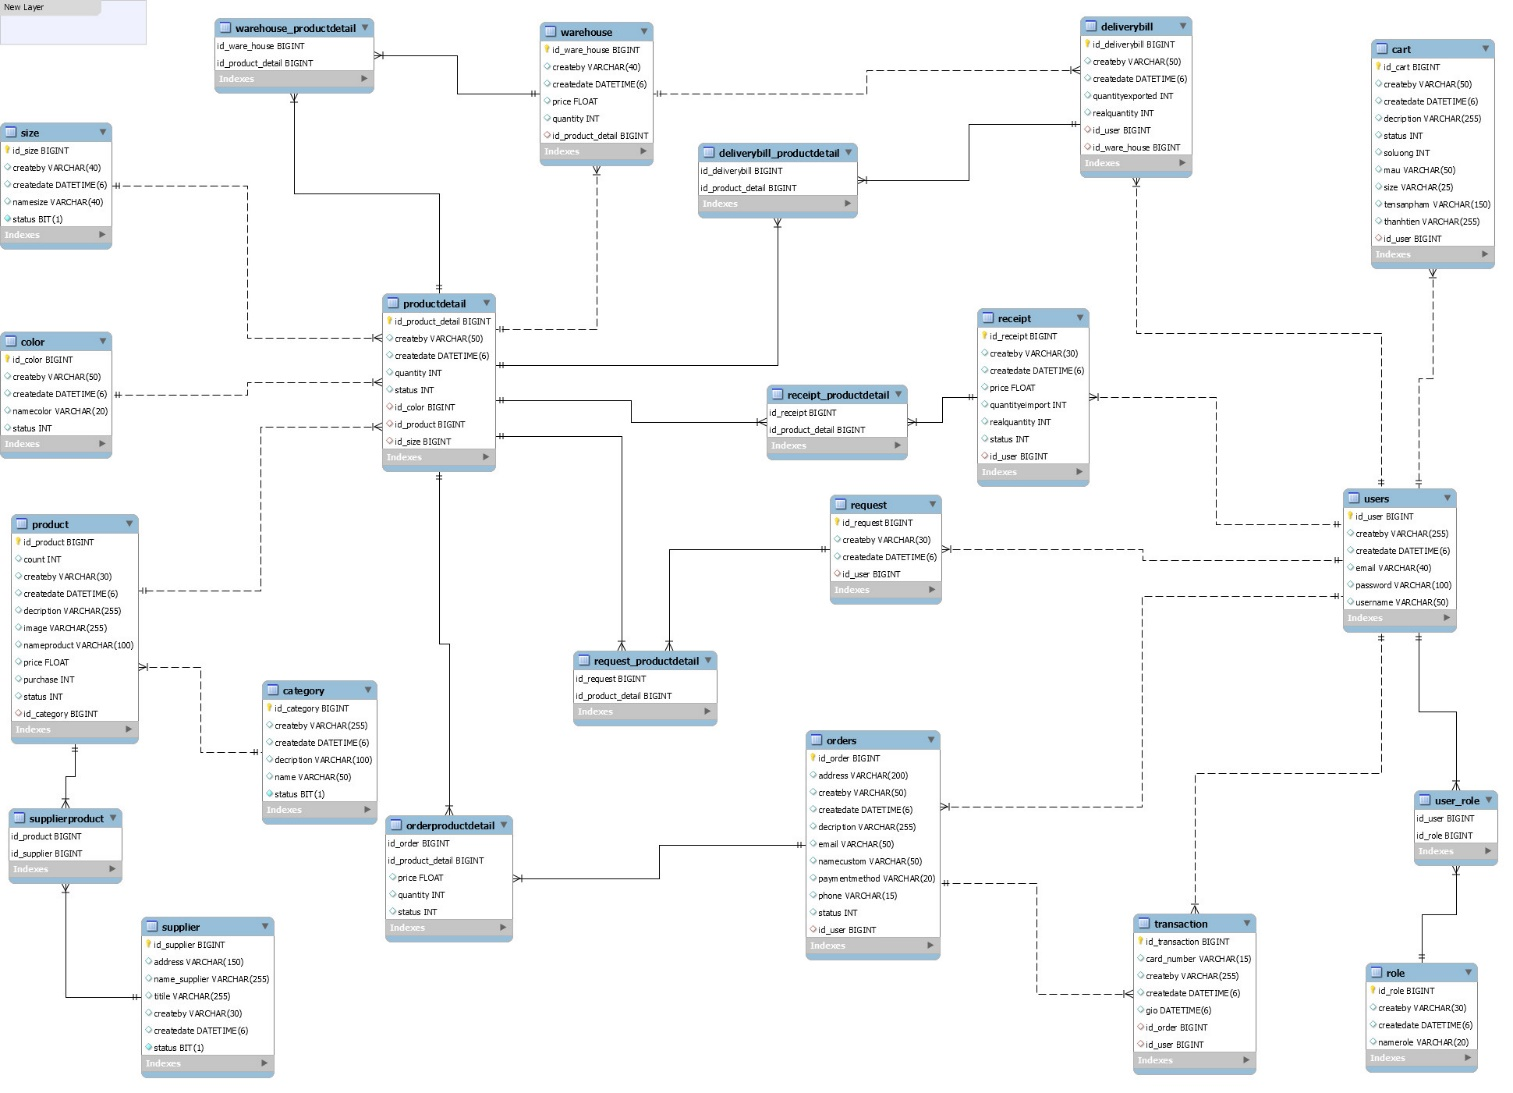 New Layer
warehouse_productdetail
id_ware_house BIGINT
id_product_detail BIGINT
Indexes
warehouse
id_ware_house BIGINT
createby VARCHAR(40)
createdate DATETIME(6)
price FLOAT
quantity INT
id_product_detail BIGINT
Indexes
deliverybill
id_deliverybill BIGINT
createby VARCHAR(50)
createdate DATETIME(6)
quantityexported INT
realquantity INT
id_user BIGINT
id_ware_house BIGINT
Indexes
cart
id_cart BIGINT
createby VARCHAR(50)
createdate DATETIME(6)
decription VARCHAR(255)
status INT
soluong INT
mau VARCHAR(50)
size VARCHAR(25)
tensanpham VARCHAR(150)
thanhtien VARCHAR(255)
id_user BIGINT
Indexes
size
id_size BIGINT
createby VARCHAR(40)
createdate DATETIME(6)
namesize VARCHAR(40)
status BIT(1)
Indexes
deliverybill_productdetail
id_deliverybill BIGINT
id_product_detail BIGINT
Indexes
productdetail
id_product_detail BIGINT
createby VARCHAR(50)
createdate DATETIME(6)
quantity INT
status INT
id_color BIGINT
id_product BIGINT
id_size BIGINT
Indexes
color
id_color BIGINT
createby VARCHAR(50)
createdate DATETIME(6)
namecolor VARCHAR(20)
status INT
Indexes
receipt
id_receipt BIGINT
createby VARCHAR(30)
createdate DATETIME(6)
price FLOAT
quantityeimport INT
realquantity INT
status INT
id_user BIGINT
Indexes
receipt_productdetail
id_receipt BIGINT
id_product_detail BIGINT
Indexes
request
id_request BIGINT
createby VARCHAR(30)
createdate DATETIME(6)
id_user BIGINT
Indexes
users
id_user BIGINT
createby VARCHAR(255)
createdate DATETIME(6)
email VARCHAR(40)
password VARCHAR(100)
username VARCHAR(50)
Indexes
product
id_product BIGINT
count INT
createby VARCHAR(30)
createdate DATETIME(6)
decription VARCHAR(255)
image VARCHAR(255)
nameproduct VARCHAR(100)
price FLOAT
purchase INT
status INT
id_category BIGINT
Indexes
request_productdetail
id_request BIGINT
id_product_detail BIGINT
Indexes
category
id_category BIGINT
createby VARCHAR(255)
createdate DATETIME(6)
decription VARCHAR(100)
name VARCHAR(50)
status BIT(1)
Indexes
orders
id_order BIGINT
address VARCHAR(200)
createby VARCHAR(50)
createdate DATETIME(6)
decription VARCHAR(255)
email VARCHAR(50)
namecustom VARCHAR(50)
paymentmethod VARCHAR(20)
phone VARCHAR(15)
status INT
id_user BIGINT
Indexes
user_role
id_user BIGINT
id_role BIGINT
Indexes
supplierproduct
id_product BIGINT
id_supplier BIGINT
Indexes
orderproductdetail
id_order BIGINT
id_product_detail BIGINT
price FLOAT
quantity INT
status INT
Indexes
supplier
id_supplier BIGINT
address VARCHAR(150)
name_supplier VARCHAR(255)
titile VARCHAR(255)
createby VARCHAR(30)
createdate DATETIME(6)
status BIT(1)
Indexes
transaction
id_transaction BIGINT
card_number VARCHAR(15)
createby VARCHAR(255)
createdate DATETIME(6)
gio DATETIME(6)
id_order BIGINT
id_user BIGINT
Indexes
role
id_role BIGINT
createby VARCHAR(30)
createdate DATETIME(6)
namerole VARCHAR(20)
Indexes